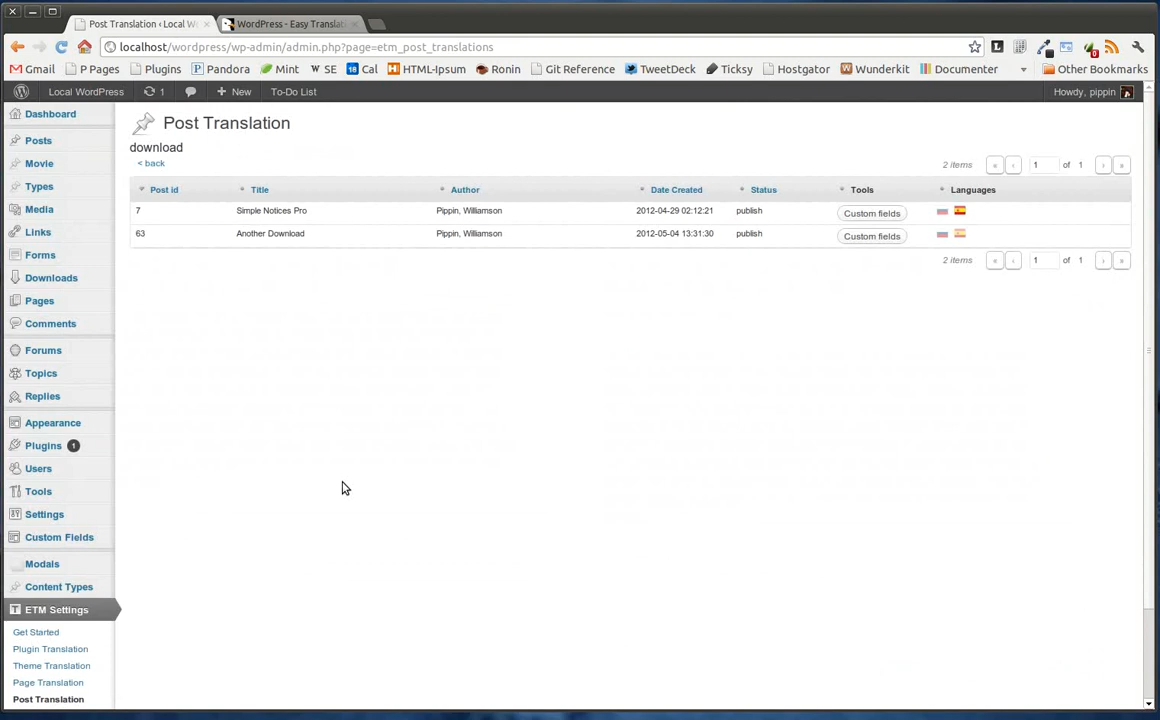 Post Translation ‹ Local W
WordPress - Easy Translati
localhost/wordpress/wp-admin/admin.php?page=etm_post_translations
Gmail P Pages Plugins Pandora Mint W SE 18 Cal H HTML-Ipsum Ronin Git Reference TweetDeck Ticksy Hostgator Wunderkit Documenter Other Bookmarks
Local WordPress 1 + New To-Do List Howdy, pippin
Dashboard
Posts
Movie
Types
Media
Links
Forms
Downloads
Pages
Comments
Forums
Topics
Replies
Appearance
Plugins 1
Users
Tools
Settings
Custom Fields
Modals
Content Types
T ETM Settings
Get Started
Plugin Translation
Theme Translation
Page Translation
Post Translation
Post Translation
download
< back
2 items « ‹ 1 of 1 › »
Post id Title Author Date Created Status Tools Languages
7 Simple Notices Pro Pippin, Williamson 2012-04-29 02:12:21 publish Custom fields
63 Another Download Pippin, Williamson 2012-05-04 13:31:30 publish Custom fields
2 items « ‹ 1 of 1 › »